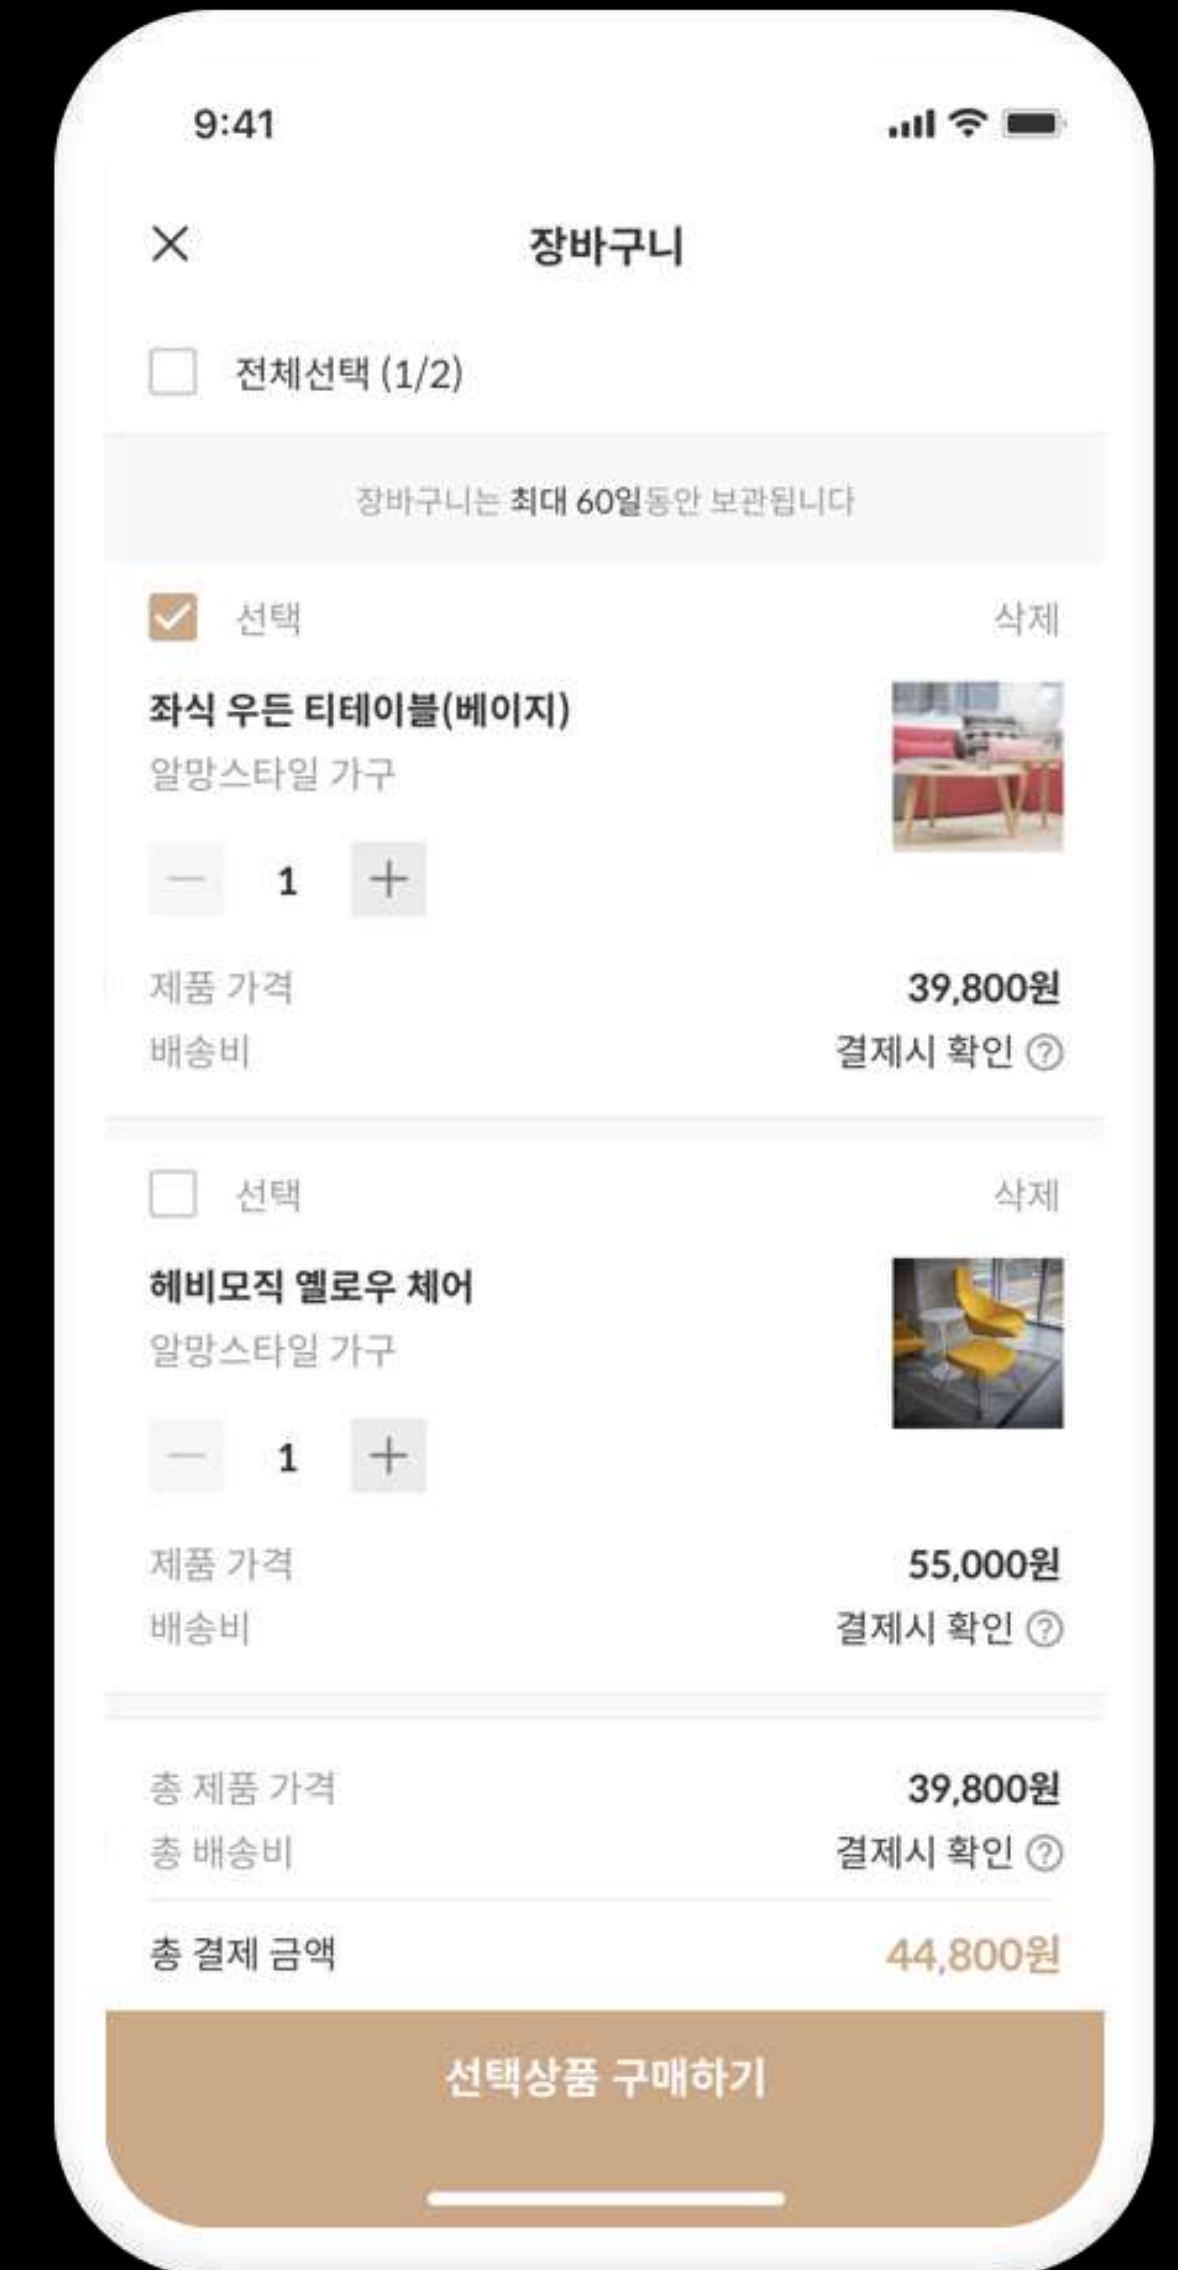 9:41
장바구니
전체선택 (1/2)
장바구니는 최대 60일동안 보관됩니다
선택 삭제
좌식 우든 티테이블(베이지)
알망스타일 가구
1
제품 가격 39,800원
배송비 결제시 확인
선택 삭제
헤비모직 옐로우 체어
알망스타일 가구
1
제품 가격 55,000원
배송비 결제시 확인
총 제품 가격 39,800원
총 배송비 결제시 확인
총 결제 금액 44,800원
선택상품 구매하기